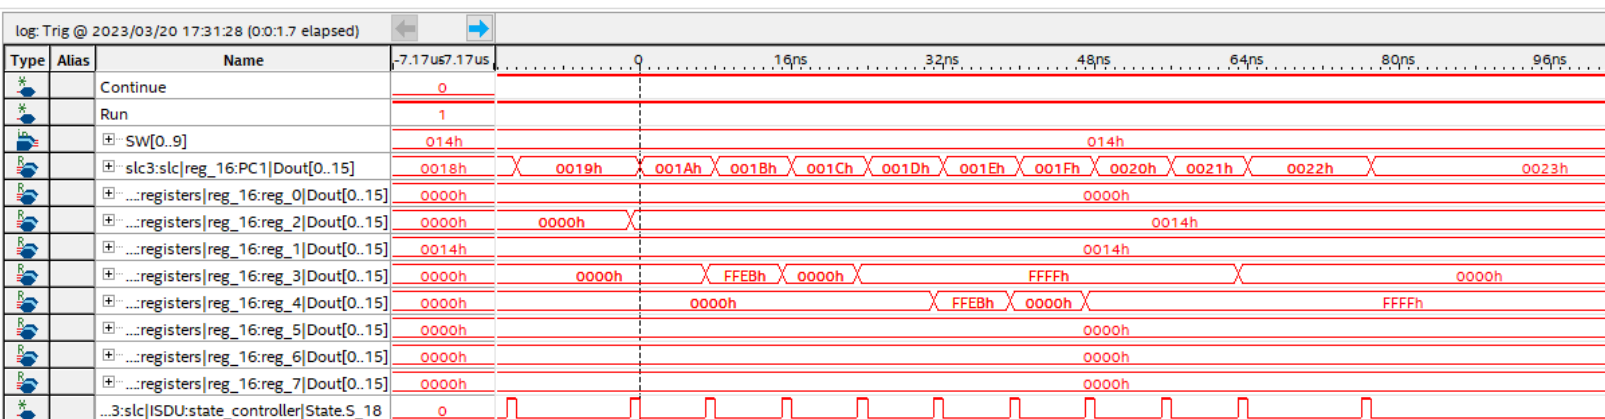 log: Trig @ 2023/03/20 17:31:28 (0:0:1.7 elapsed)
Type Alias Name -7.17us 7.17us 0 16ns 32ns 48ns 64ns 80ns 96ns
Continue 0
Run 1
SW[0..9] 014h 014h
slc3:slc|reg_16:PC1|Dout[0..15] 0018h 0019h 001Ah 001Bh 001Ch 001Dh 001Eh 001Fh 0020h 0021h 0022h 0023h
...:registers|reg_16:reg_0|Dout[0..15] 0000h 0000h
...:registers|reg_16:reg_2|Dout[0..15] 0000h 0000h 0014h
...:registers|reg_16:reg_1|Dout[0..15] 0014h 0014h
...:registers|reg_16:reg_3|Dout[0..15] 0000h 0000h FFEBh 0000h FFFFh 0000h
...:registers|reg_16:reg_4|Dout[0..15] 0000h 0000h FFEBh 0000h FFFFh
...:registers|reg_16:reg_5|Dout[0..15] 0000h 0000h
...:registers|reg_16:reg_6|Dout[0..15] 0000h 0000h
...:registers|reg_16:reg_7|Dout[0..15] 0000h 0000h
...3:slc|ISDU:state_controller|State.S_18 0